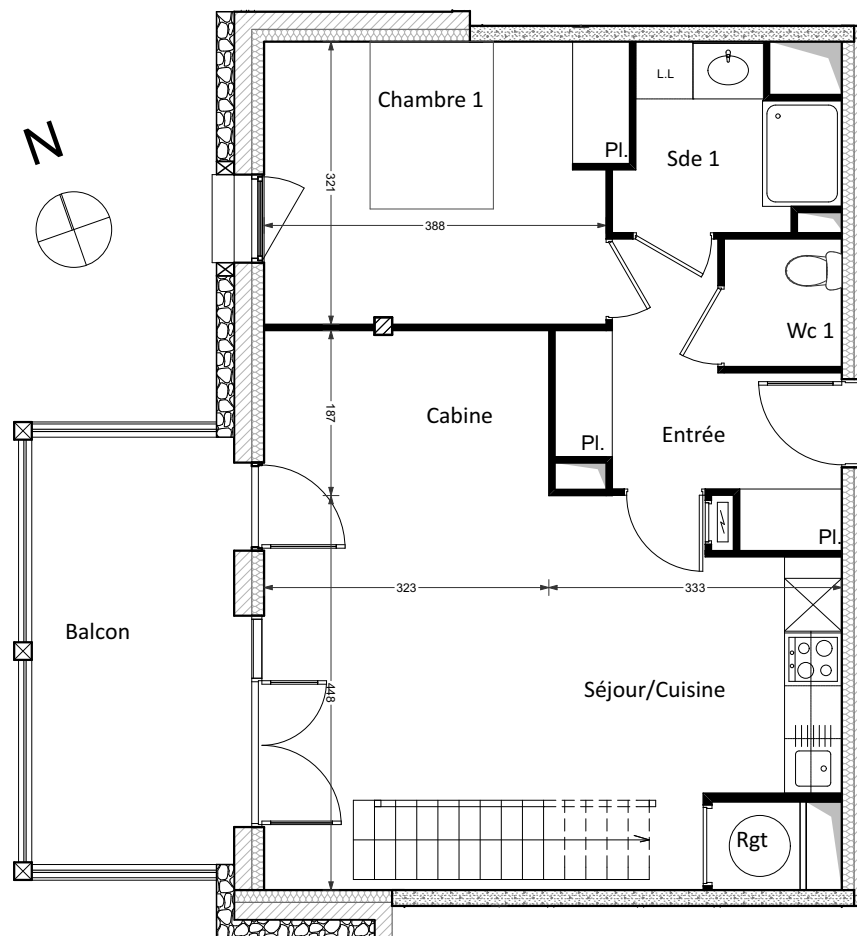 Chambre 1
L.L
N
Pl.
Sde 1
321
388
Wc 1
187
Cabine
Entrée
Pl.
Pl.
323
333
Balcon
448
Séjour/Cuisine
Rgt